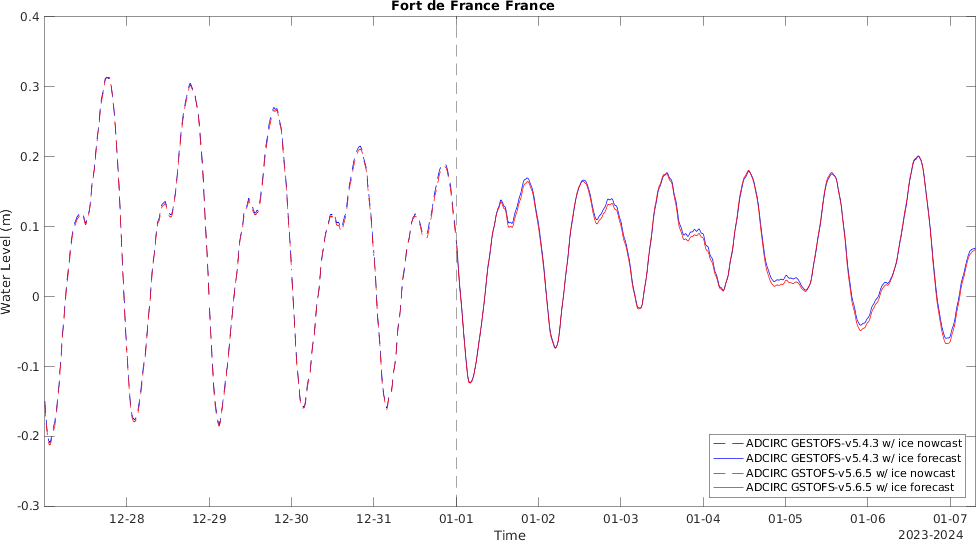 Fort de France France
0.4
0.3
0.2
0.1
0
-0.1
-0.2
-0.3
Water Level (m)
ADCIRC GESTOFS-v5.4.3 w/ ice nowcast
ADCIRC GESTOFS-v5.4.3 w/ ice forecast
ADCIRC GSTOFS-v5.6.5 w/ ice nowcast
ADCIRC GSTOFS-v5.6.5 w/ ice forecast
12-28 12-29 12-30 12-31 01-01 01-02 01-03 01-04 01-05 01-06 01-07
Time
2023-2024